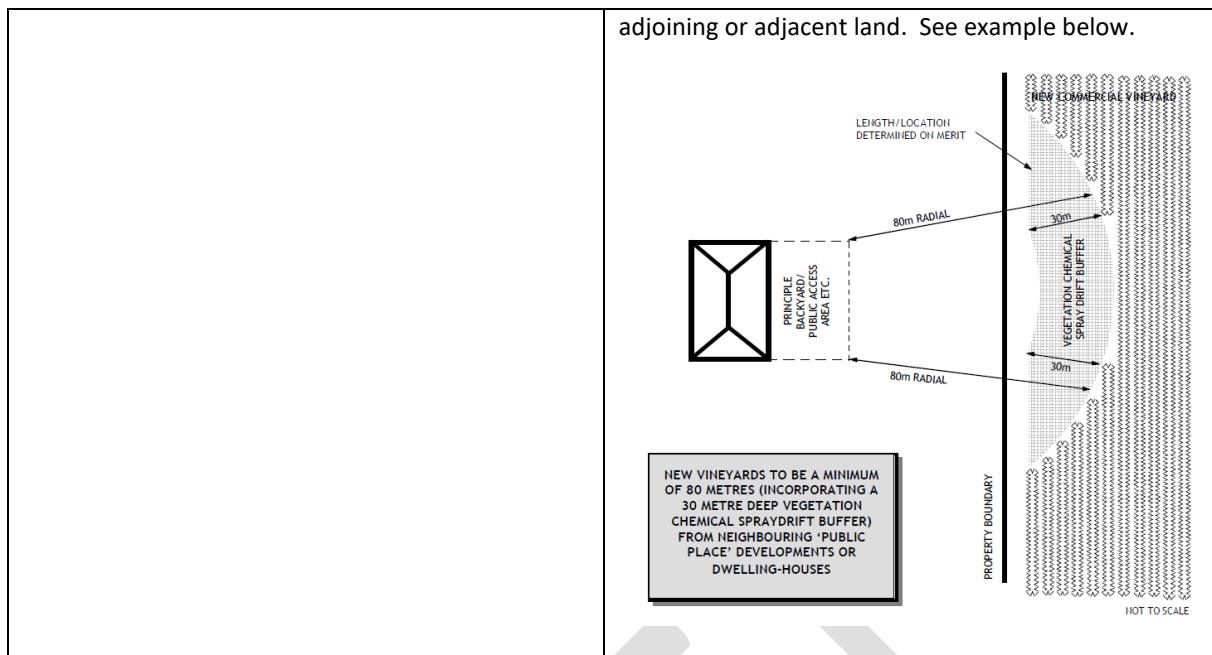 adjoining or adjacent land.  See example below.
NEW COMMERCIAL VINEYARD
LENGTH/LOCATION
DETERMINED ON MERIT
80m RADIAL
30m
PRINCIPLE
BACKYARD/
PUBLIC ACCESS
AREA ETC.
VEGETATION CHEMICAL
SPRAY DRIFT BUFFER
30m
80m RADIAL
NEW VINEYARDS TO BE A MINIMUM
OF 80 METRES (INCORPORATING A
30 METRE DEEP VEGETATION
CHEMICAL SPRAYDRIFT BUFFER)
FROM NEIGHBOURING ‘PUBLIC
PLACE’ DEVELOPMENTS OR
DWELLING-HOUSES
PROPERTY BOUNDARY
NOT TO SCALE